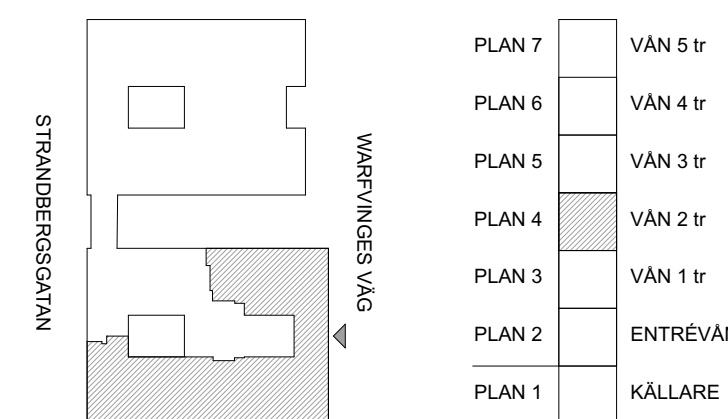 STRANDBERGSGATAN
WARFVINGES VÄG
PLAN 7 VÅN 5 tr
PLAN 6 VÅN 4 tr
PLAN 5 VÅN 3 tr
PLAN 4 VÅN 2 tr
PLAN 3 VÅN 1 tr
PLAN 2 ENTRÉVÅN
PLAN 1 KÄLLARE